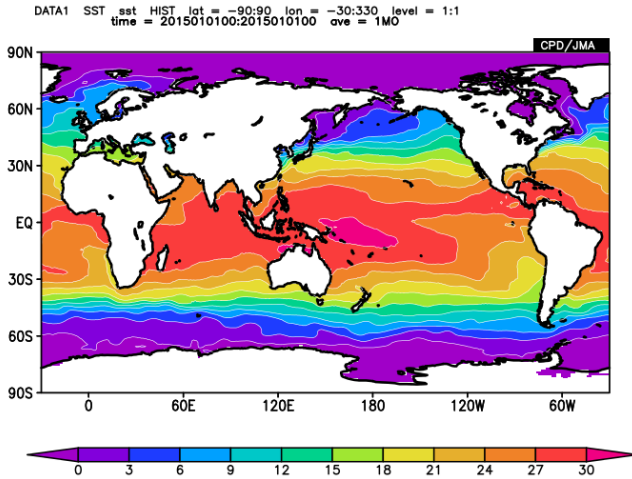 DATA1 SST sst HIST lat = -90:90 lon = -30:330 level = 1:1
time = 2015010100:2015010100 ave = 1MO
CPD/JMA
90N
60N
30N
EQ
30S
60S
90S
0 60E 120E 180 120W 60W
0 3 6 9 12 15 18 21 24 27 30